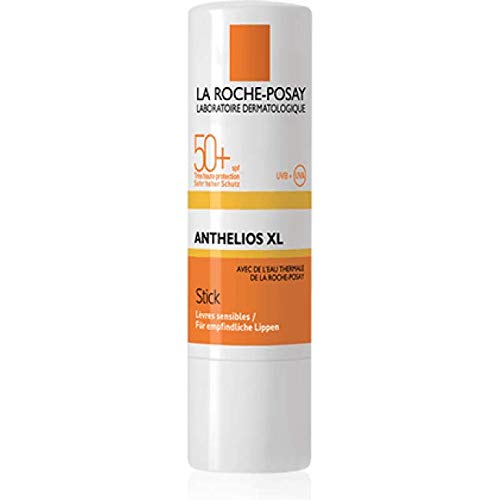 LA ROCHE-POSAY
LABORATOIRE DERMATOLOGIQUE
50+ spf
Très haute protection
Sehr hoher Schutz
UVB + UVA
ANTHELIOS XL
AVEC DE L'EAU THERMALE
DE LA ROCHE-POSAY
Stick
Lèvres sensibles /
Für empfindliche Lippen